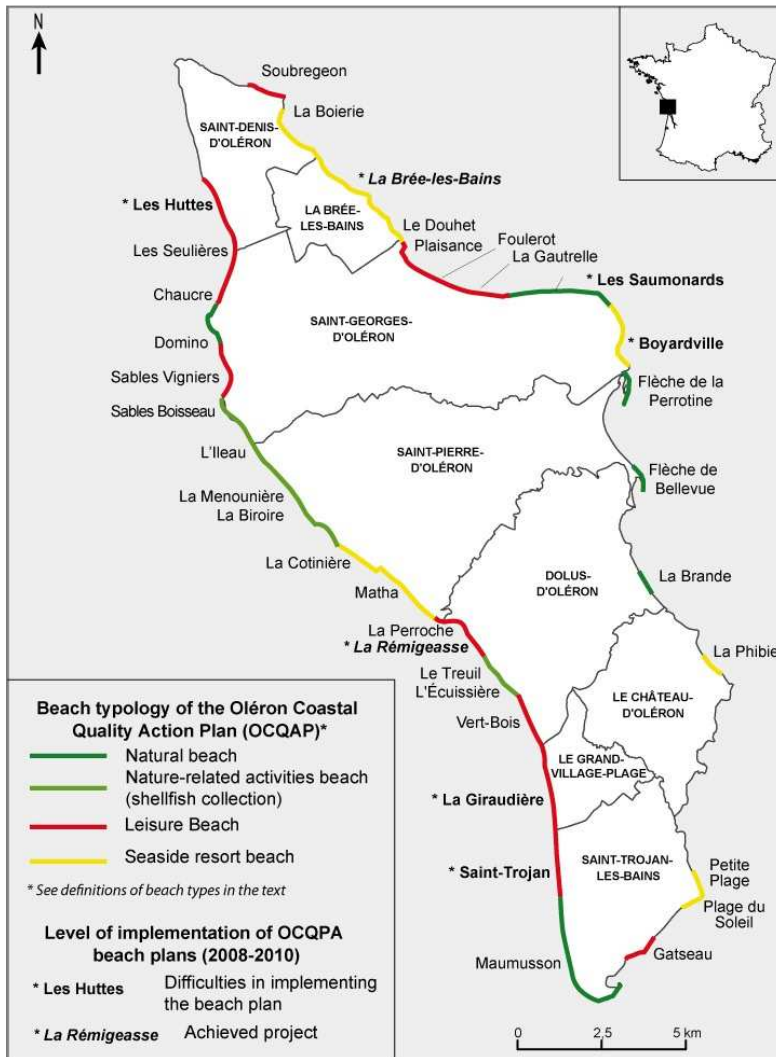 N
Soubregeon
La Boierie
SAINT-DENIS-
D'OLÉRON
* La Brée-les-Bains
* Les Huttes
LA BRÉE-
LES-BAINS
Le Douhet
Plaisance
Foulerot
La Gautrelle
Les Seulières
* Les Saumonards
Chaucre
SAINT-GEORGES-
D'OLÉRON
Domino
* Boyardville
Sables Vigniers
Flèche de la
Perrotine
Sables Boisseau
L'Ileau
SAINT-PIERRE-
D'OLÉRON
Flèche de
Bellevue
La Menounière
La Biroire
La Cotinière
DOLUS-
D'OLÉRON
La Brande
Matha
La Perroche
* La Rémigeasse
La Phibie
Le Treuil
L'Écuissière
LE CHÂTEAU-
D'OLÉRON
Vert-Bois
LE GRAND-
VILLAGE-PLAGE
* La Giraudière
* Saint-Trojan
SAINT-TROJAN-
LES-BAINS
Petite
Plage
Plage du
Soleil
Gatseau
Maumusson
Beach typology of the Oléron Coastal
Quality Action Plan (OCQAP)*
Natural beach
Nature-related activities beach
(shellfish collection)
Leisure Beach
Seaside resort beach
* See definitions of beach types in the text
Level of implementation of OCQPA
beach plans (2008-2010)
* Les Huttes Difficulties in implementing
the beach plan
* La Rémigeasse Achieved project
0 2,5 5 km